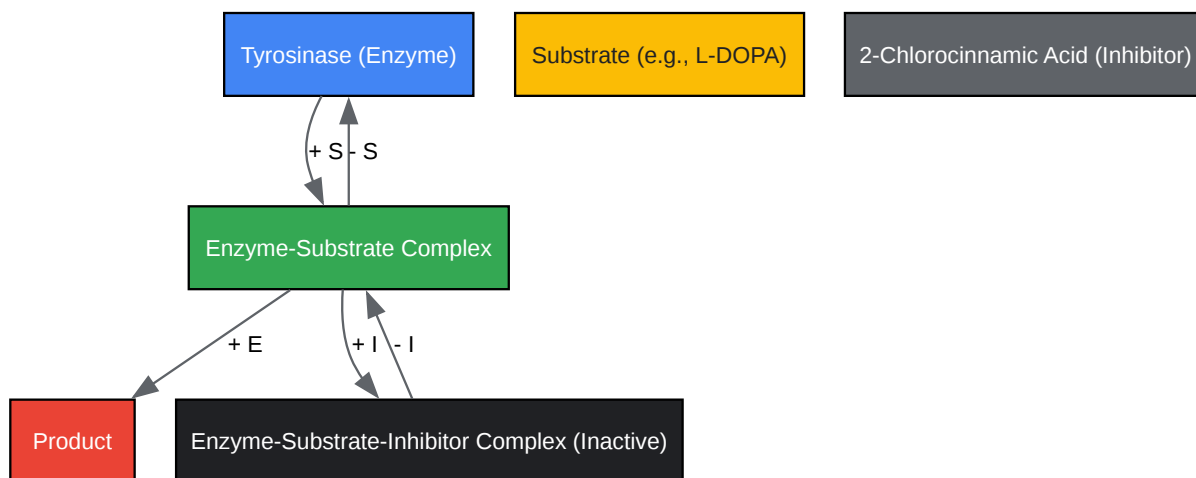 Tyrosinase (Enzyme)
Substrate (e.g., L-DOPA)
2-Chlorocinnamic Acid (Inhibitor)
+ S
- S
Enzyme-Substrate Complex
+ E
+ I
- I
Product
Enzyme-Substrate-Inhibitor Complex (Inactive)